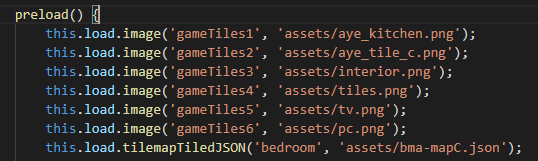 preload() {
this.load.image('gameTiles1', 'assets/aye_kitchen.png');
this.load.image('gameTiles2', 'assets/aye_tile_c.png');
this.load.image('gameTiles3', 'assets/interior.png');
this.load.image('gameTiles4', 'assets/tiles.png');
this.load.image('gameTiles5', 'assets/tv.png');
this.load.image('gameTiles6', 'assets/pc.png');
this.load.tilemapTiledJSON('bedroom', 'assets/bma-mapC.json');